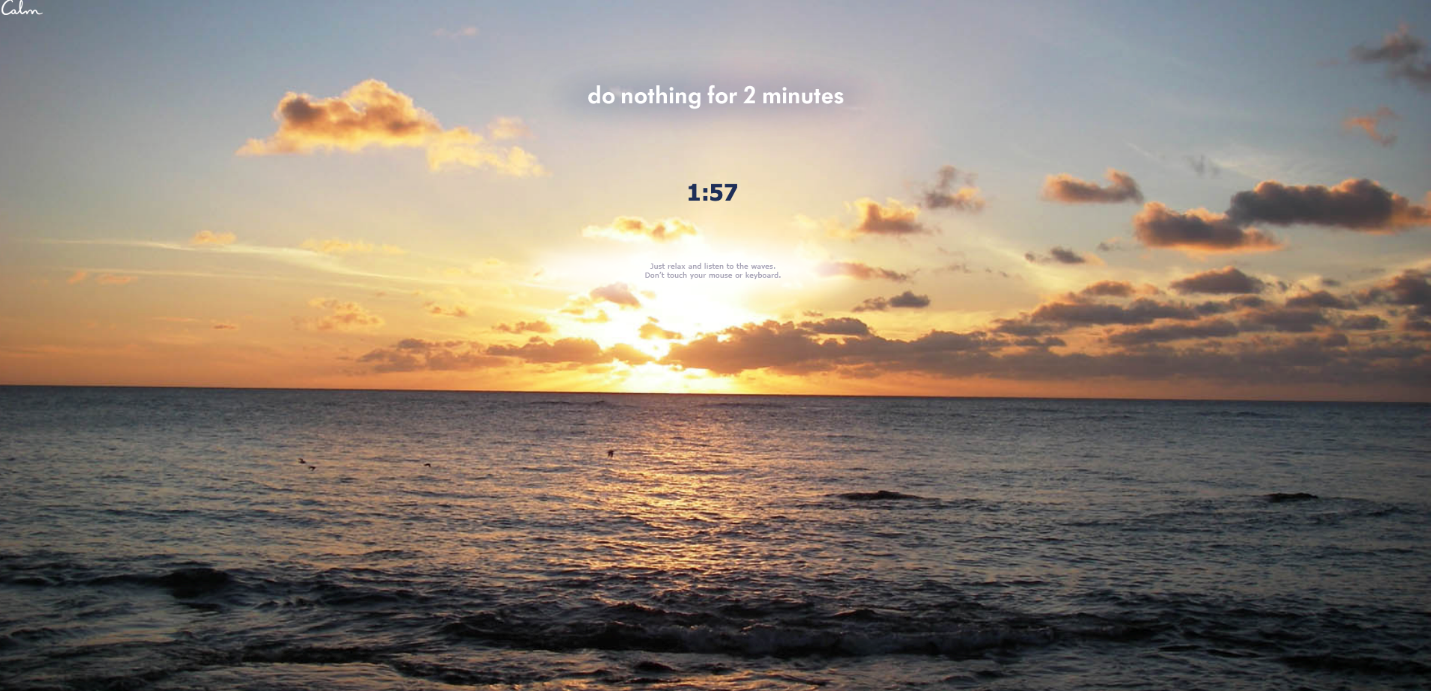 Calm
do nothing for 2 minutes
1:57
Just relax and listen to the waves.
Don't touch your mouse or keyboard.